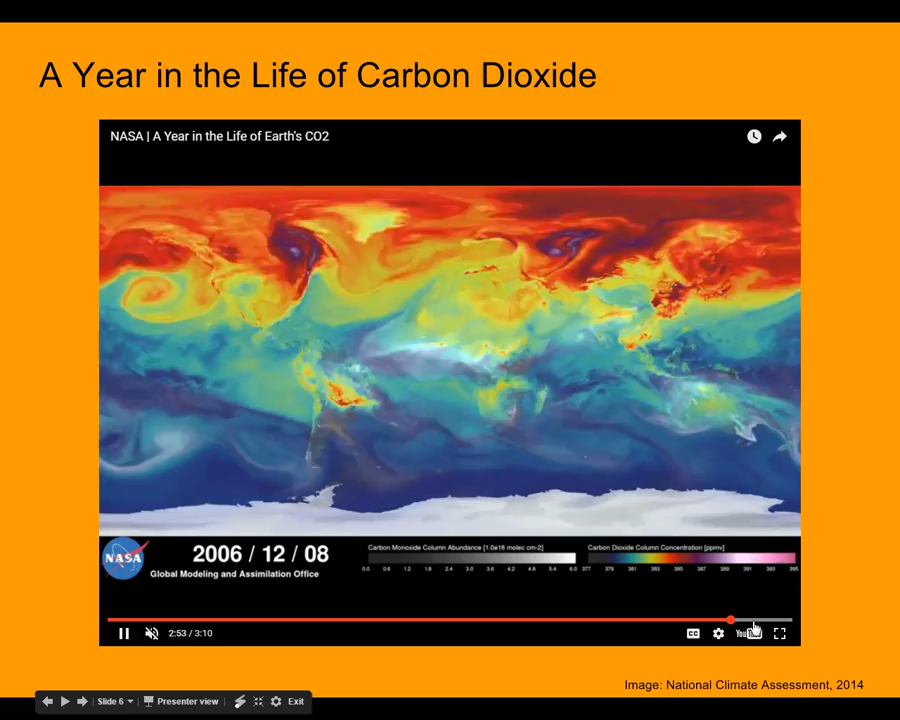 A Year in the Life of Carbon Dioxide
NASA | A Year in the Life of Earth's CO2
NASA
2006 / 12 / 08
Global Modeling and Assimilation Office
Carbon Monoxide Column Abundance [1.0e18 molec cm-2]
0.0 0.6 1.2 1.8 2.4 3.0 3.6 4.2 4.8 5.4 6.0
Carbon Dioxide Column Concentration [ppmv]
377 379 381 383 385 387 389 391 393 395
2:53 / 3:10
CC
Image: National Climate Assessment, 2014
Slide 6
Presenter view
Exit